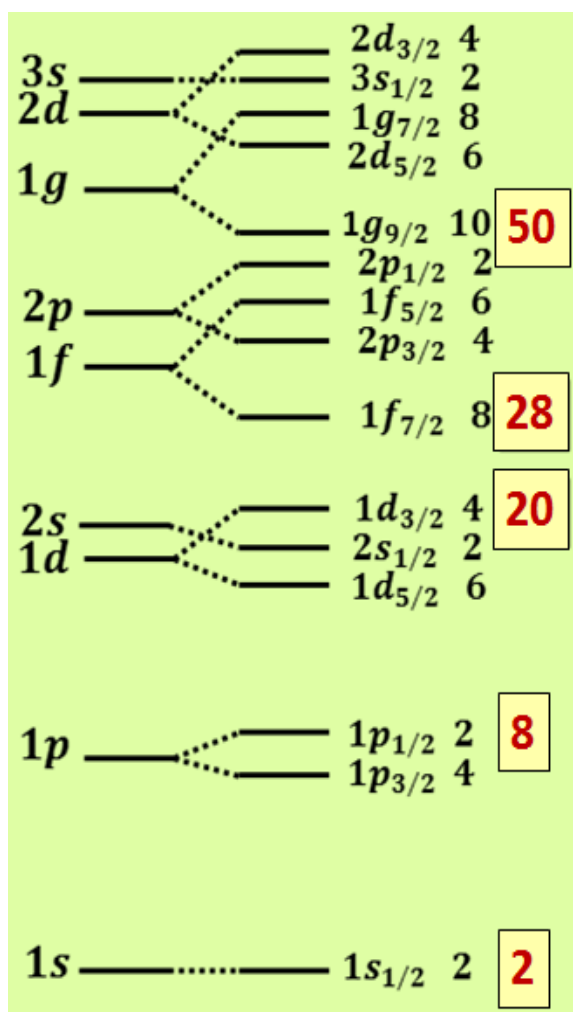 2d₃/₂ 4
3s 3s₁/₂ 2
2d 1g₇/₂ 8
2d₅/₂ 6
1g
1g₉/₂ 10 50
2p₁/₂ 2
2p 1f₅/₂ 6
2p₃/₂ 4
1f
1f₇/₂ 8 28
1d₃/₂ 4 20
2s 2s₁/₂ 2
1d 1d₅/₂ 6
1p 1p₁/₂ 2 8
1p₃/₂ 4
1s 1s₁/₂ 2 2